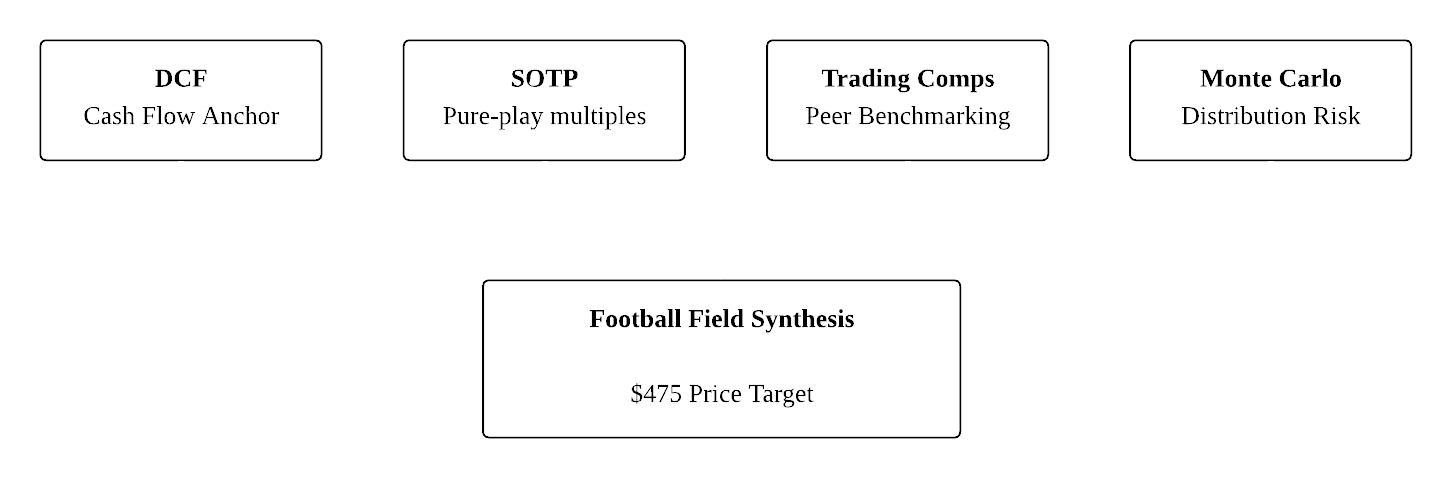 DCF
Cash Flow Anchor
SOTP
Pure-play multiples
Trading Comps
Peer Benchmarking
Monte Carlo
Distribution Risk
Football Field Synthesis
$475 Price Target